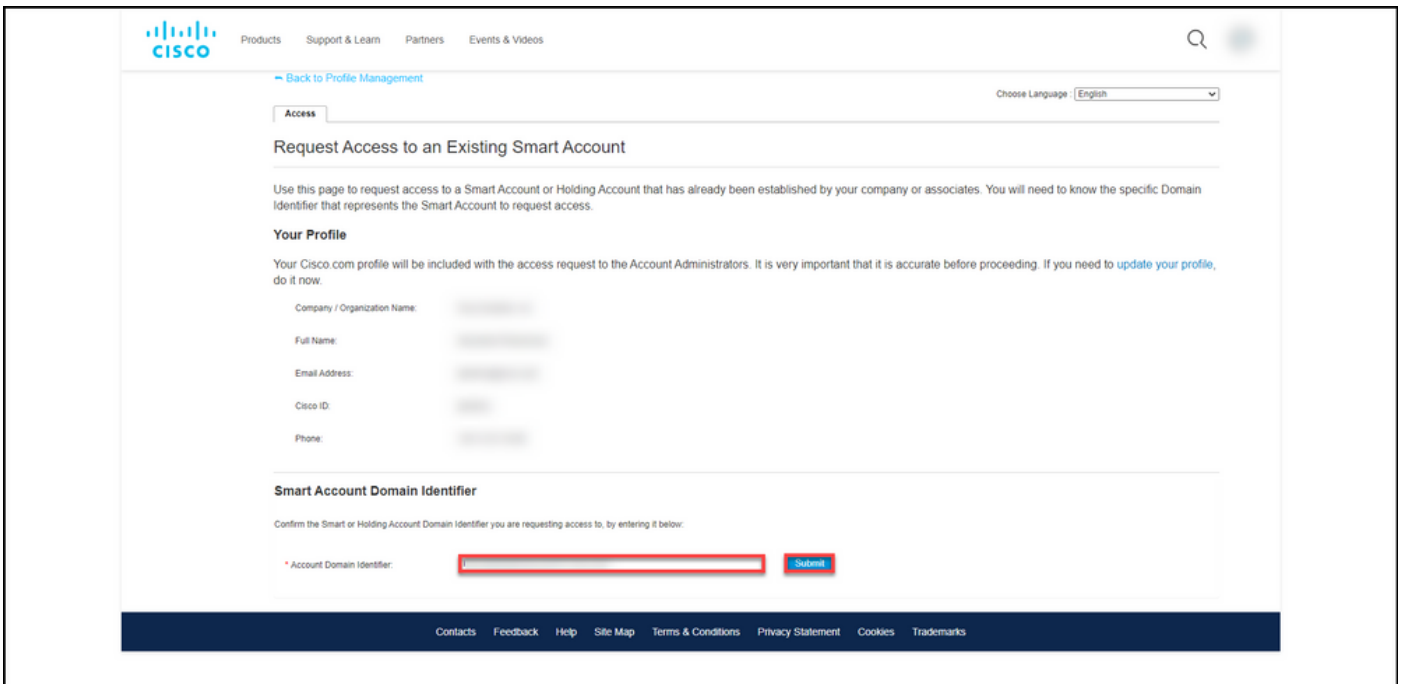 CISCO
Products Support & Learn Partners Events & Videos
Back to Profile Management
Choose Language : English
Access
Request Access to an Existing Smart Account
Use this page to request access to a Smart Account or Holding Account that has already been established by your company or associates. You will need to know the specific Domain
Identifier that represents the Smart Account to request access.
Your Profile
Your Cisco.com profile will be included with the access request to the Account Administrators. It is very important that it is accurate before proceeding. If you need to update your profile,
do it now.
Company / Organization Name:
Full Name:
Email Address:
Cisco ID:
Phone:
Smart Account Domain Identifier
Confirm the Smart or Holding Account Domain Identifier you are requesting access to, by entering it below:
* Account Domain Identifier:
Submit
Contacts Feedback Help Site Map Terms & Conditions Privacy Statement Cookies Trademarks